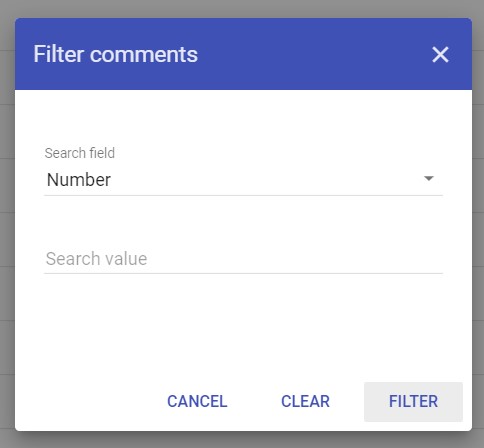 Filter comments
Search field
Number
Search value
CANCEL CLEAR FILTER